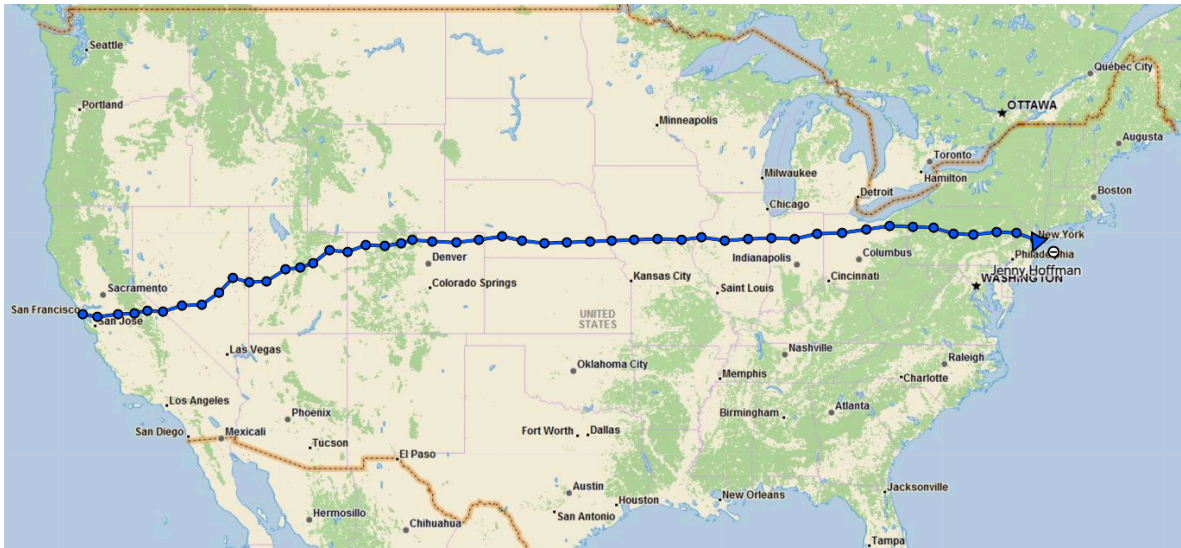 Québec City
Seattle
OTTAWA
Portland
Minneapolis
Augusta
Toronto
Milwaukee
Hamilton
Detroit
Boston
Chicago
New York
Denver
Indianapolis
Columbus
Philadelphia
Jenny Hoffman
WASHINGTON
Kansas City
Cincinnati
Sacramento
Colorado Springs
Saint Louis
San Francisco
San Jose
UNITED
STATES
Las Vegas
Nashville
Raleigh
Oklahoma City
Memphis
Charlotte
Los Angeles
Phoenix
Birmingham
Atlanta
San Diego
Mexicali
Fort Worth
Dallas
Tucson
El Paso
Austin
Jacksonville
New Orleans
Houston
Hermosillo
San Antonio
Chihuahua
Tampa